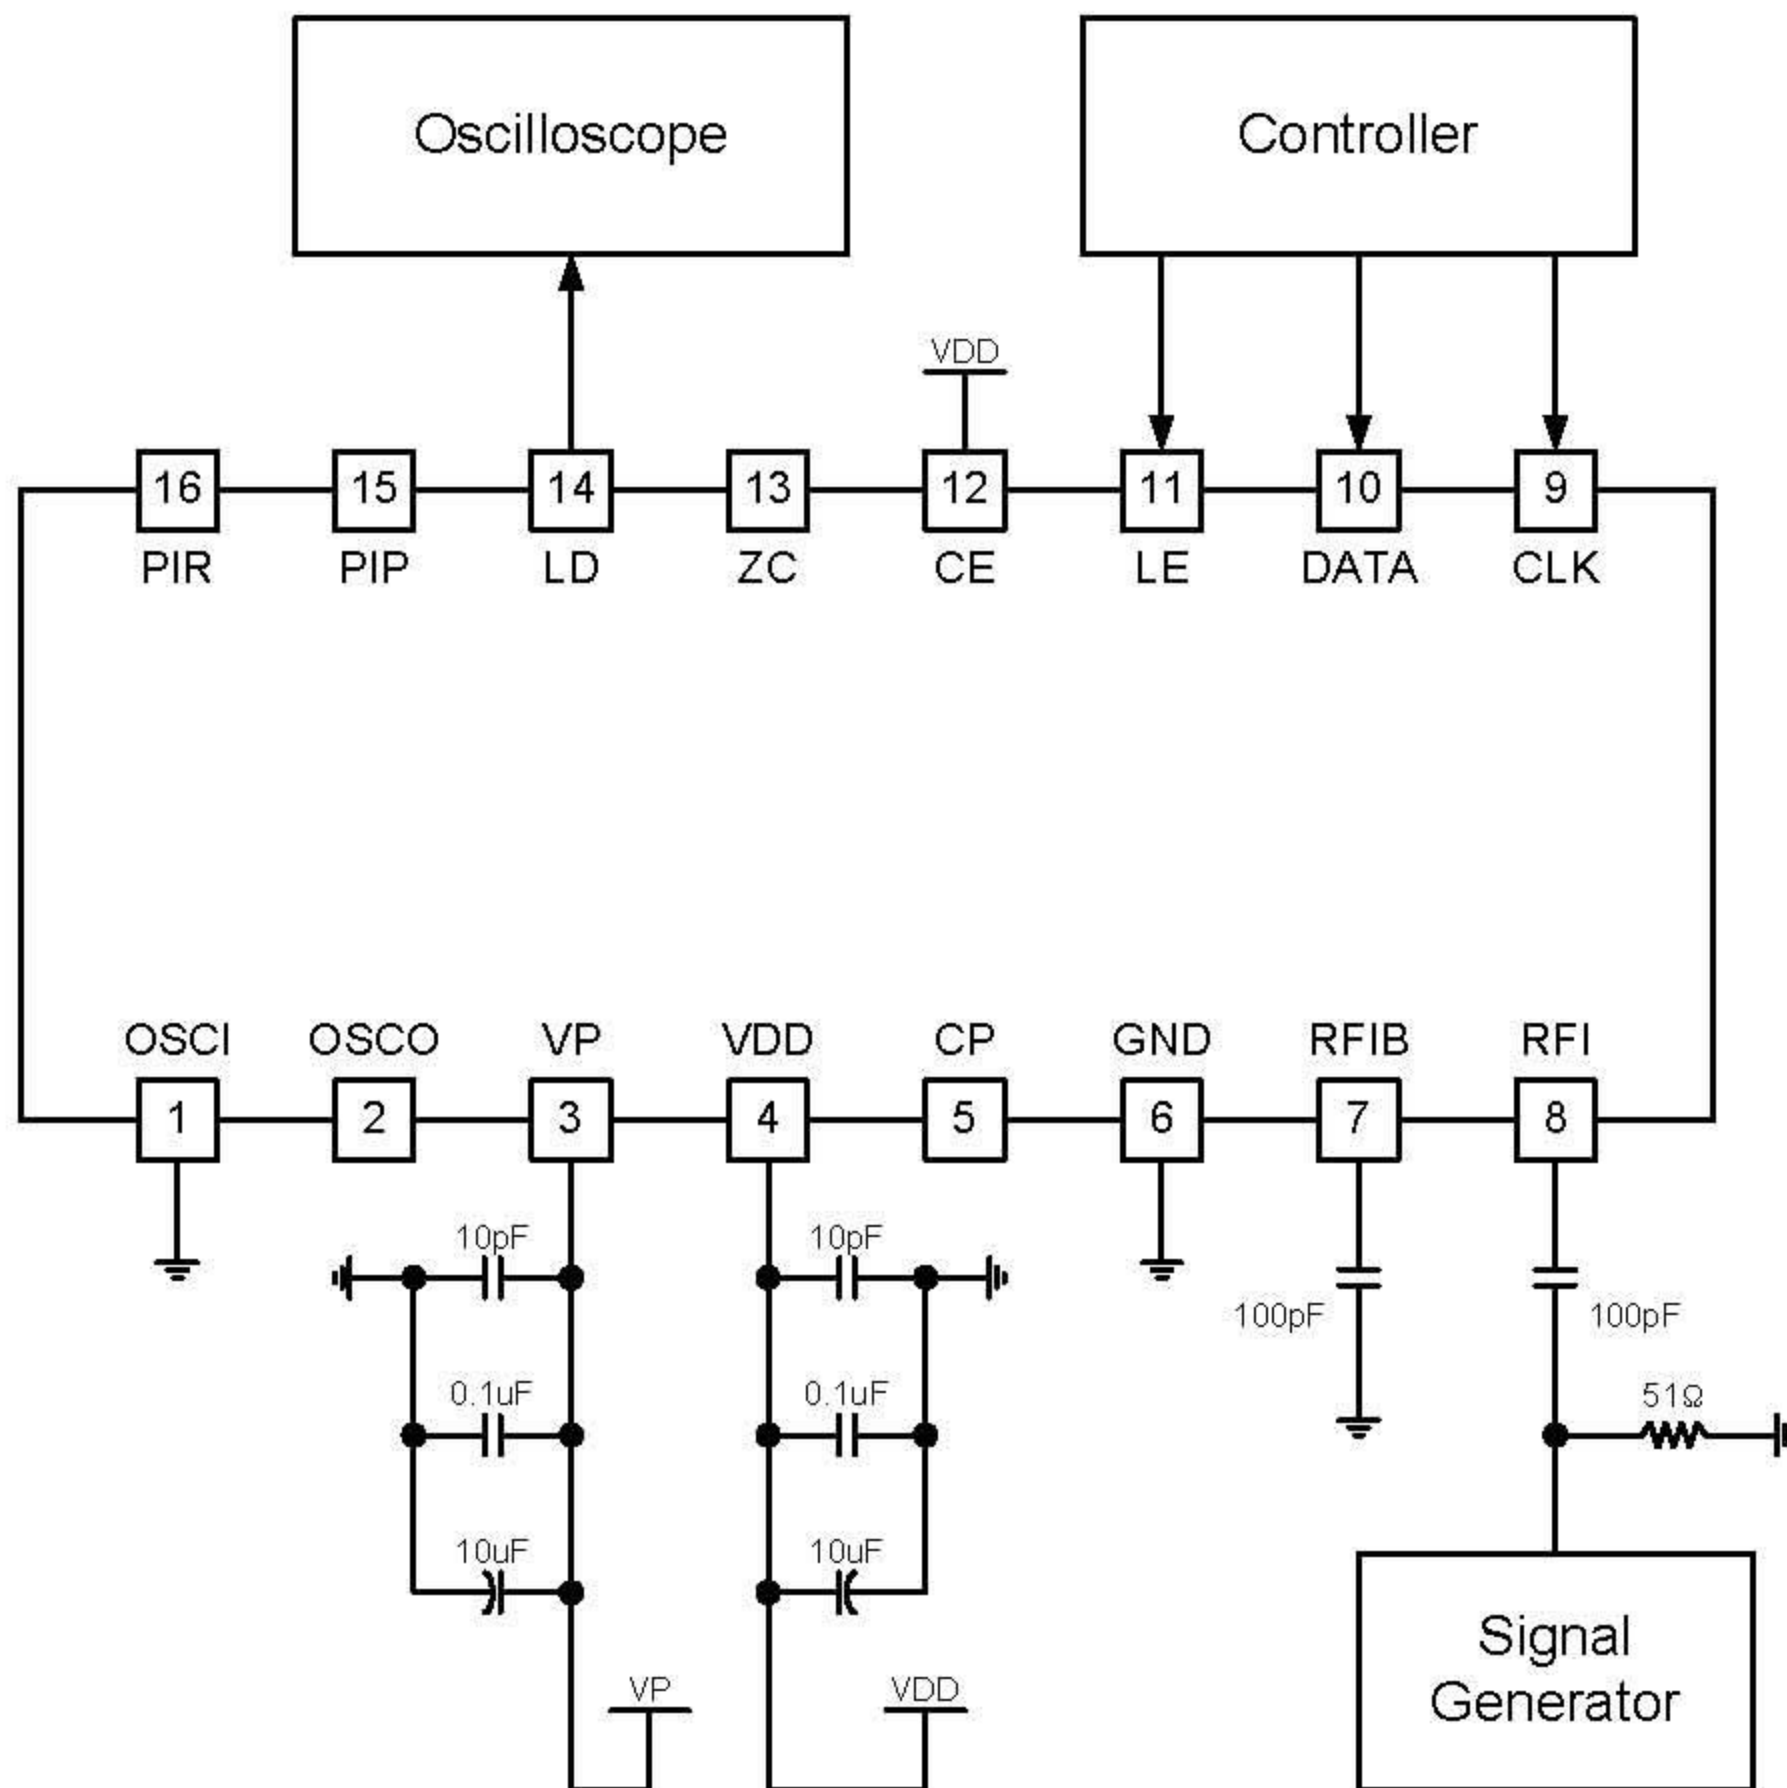 Oscilloscope
Controller
VDD
16 15 14 13 12 11 10 9
PIR PIP LD ZC CE LE DATA CLK
OSCI OSCO VP VDD CP GND RFIB RFI
1 2 3 4 5 6 7 8
10pF 10pF
100pF 100pF
0.1uF 0.1uF 51Ω
10uF 10uF
Signal
Generator
VP VDD